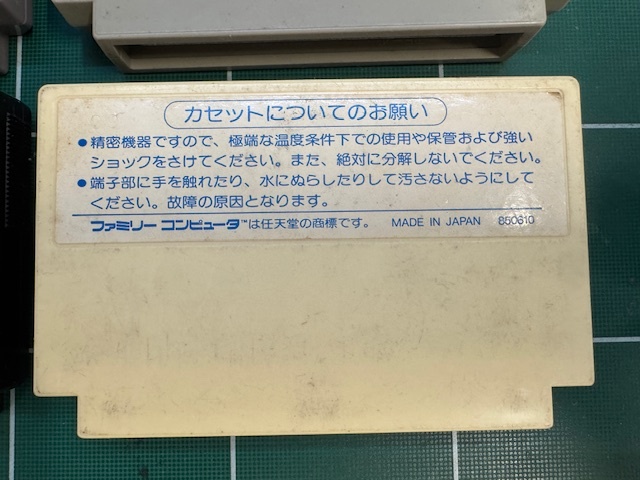 カセットについてのお願い
●精密機器ですので、極端な温度条件下での使用や保管および強い
ショックをさけてください。また、絶対に分解しないでください。
●端子部に手を触れたり、水にぬらしたりして汚さないようにして
ください。故障の原因となります。
ファミリー コンピュータ™は任天堂の商標です。 MADE IN JAPAN 850610